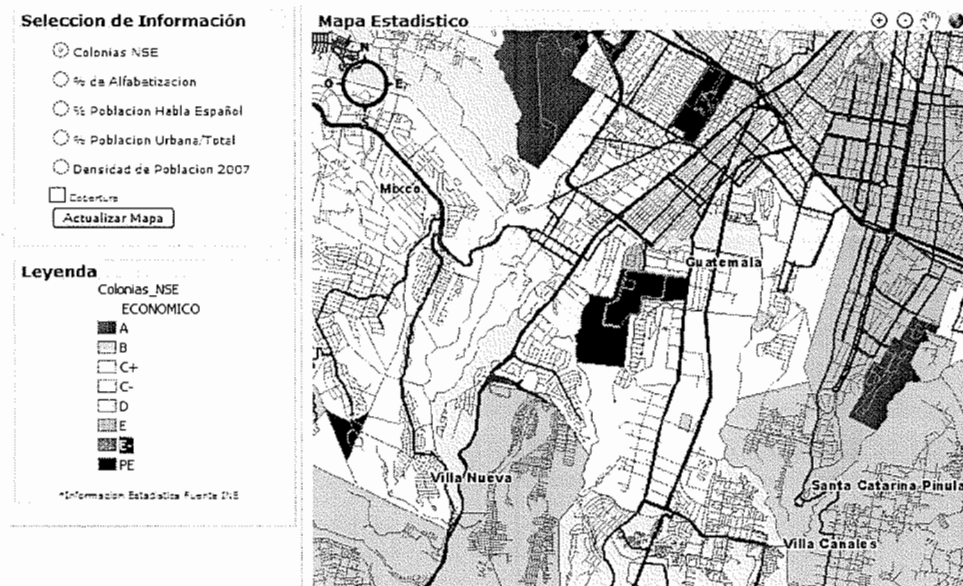 Seleccion de Información
Colonias NSE
% de Alfabetizacion
% Poblacion Habla Español
% Poblacion Urbana/Total
Densidad de Poblacion 2007
Cobertura
Actualizar Mapa
Leyenda
Colonias_NSE
ECONOMICO
A
B
C+
C-
D
E
E-
PE
*Informacion Estadistica Fuente INE
Mapa Estadistico
N
O
E
S
Mixco
Guatemala
Villa Nueva
Santa Catarina Pinula
Villa Canales